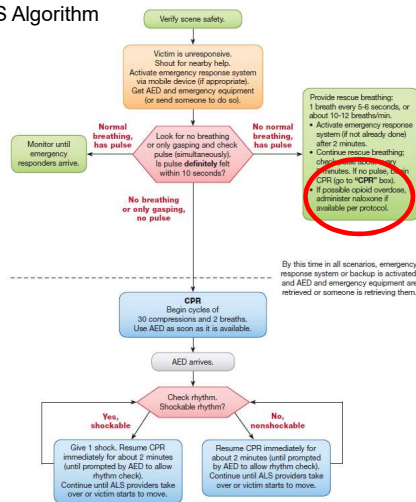 S Algorithm
Verify scene safety.
Victim is unresponsive.
Shout for nearby help.
Activate emergency response system
via mobile device (if appropriate).
Get AED and emergency equipment
(or send someone to do so).
Normal
breathing,
has pulse
Monitor until
emergency
responders arrive.
Look for no breathing
or only gasping and check
pulse (simultaneously).
Is pulse definitely felt
within 10 seconds?
No normal
breathing,
has pulse
Provide rescue breathing:
1 breath every 5-6 seconds, or
about 10-12 breaths/min.
• Activate emergency response
system (if not already done)
after 2 minutes.
• Continue rescue breathing;
check pulse about every
2 minutes. If no pulse, begin
CPR (go to "CPR" box).
• If possible opioid overdose,
administer naloxone if
available per protocol.
No breathing
or only gasping,
no pulse
By this time in all scenarios, emergency
response system or backup is activated,
and AED and emergency equipment are
retrieved or someone is retrieving them.
CPR
Begin cycles of
30 compressions and 2 breaths.
Use AED as soon as it is available.
AED arrives.
Check rhythm.
Shockable rhythm?
Yes,
shockable
No,
nonshockable
Give 1 shock. Resume CPR
immediately for about 2 minutes
(until prompted by AED to allow
rhythm check).
Continue until ALS providers take
over or victim starts to move.
Resume CPR immediately for
about 2 minutes (until prompted
by AED to allow rhythm check).
Continue until ALS providers take
over or victim starts to move.